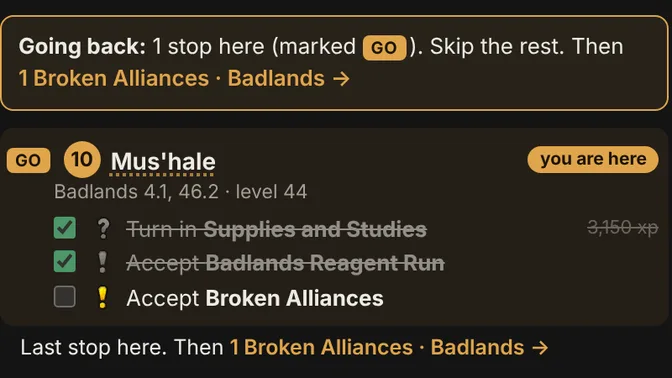 Going back: 1 stop here (marked GO). Skip the rest. Then
1 Broken Alliances · Badlands →
GO 10 Mus'hale you are here
Badlands 4.1, 46.2 · level 44
? Turn in Supplies and Studies 3,150 xp
! Accept Badlands Reagent Run
! Accept Broken Alliances
Last stop here. Then 1 Broken Alliances · Badlands →